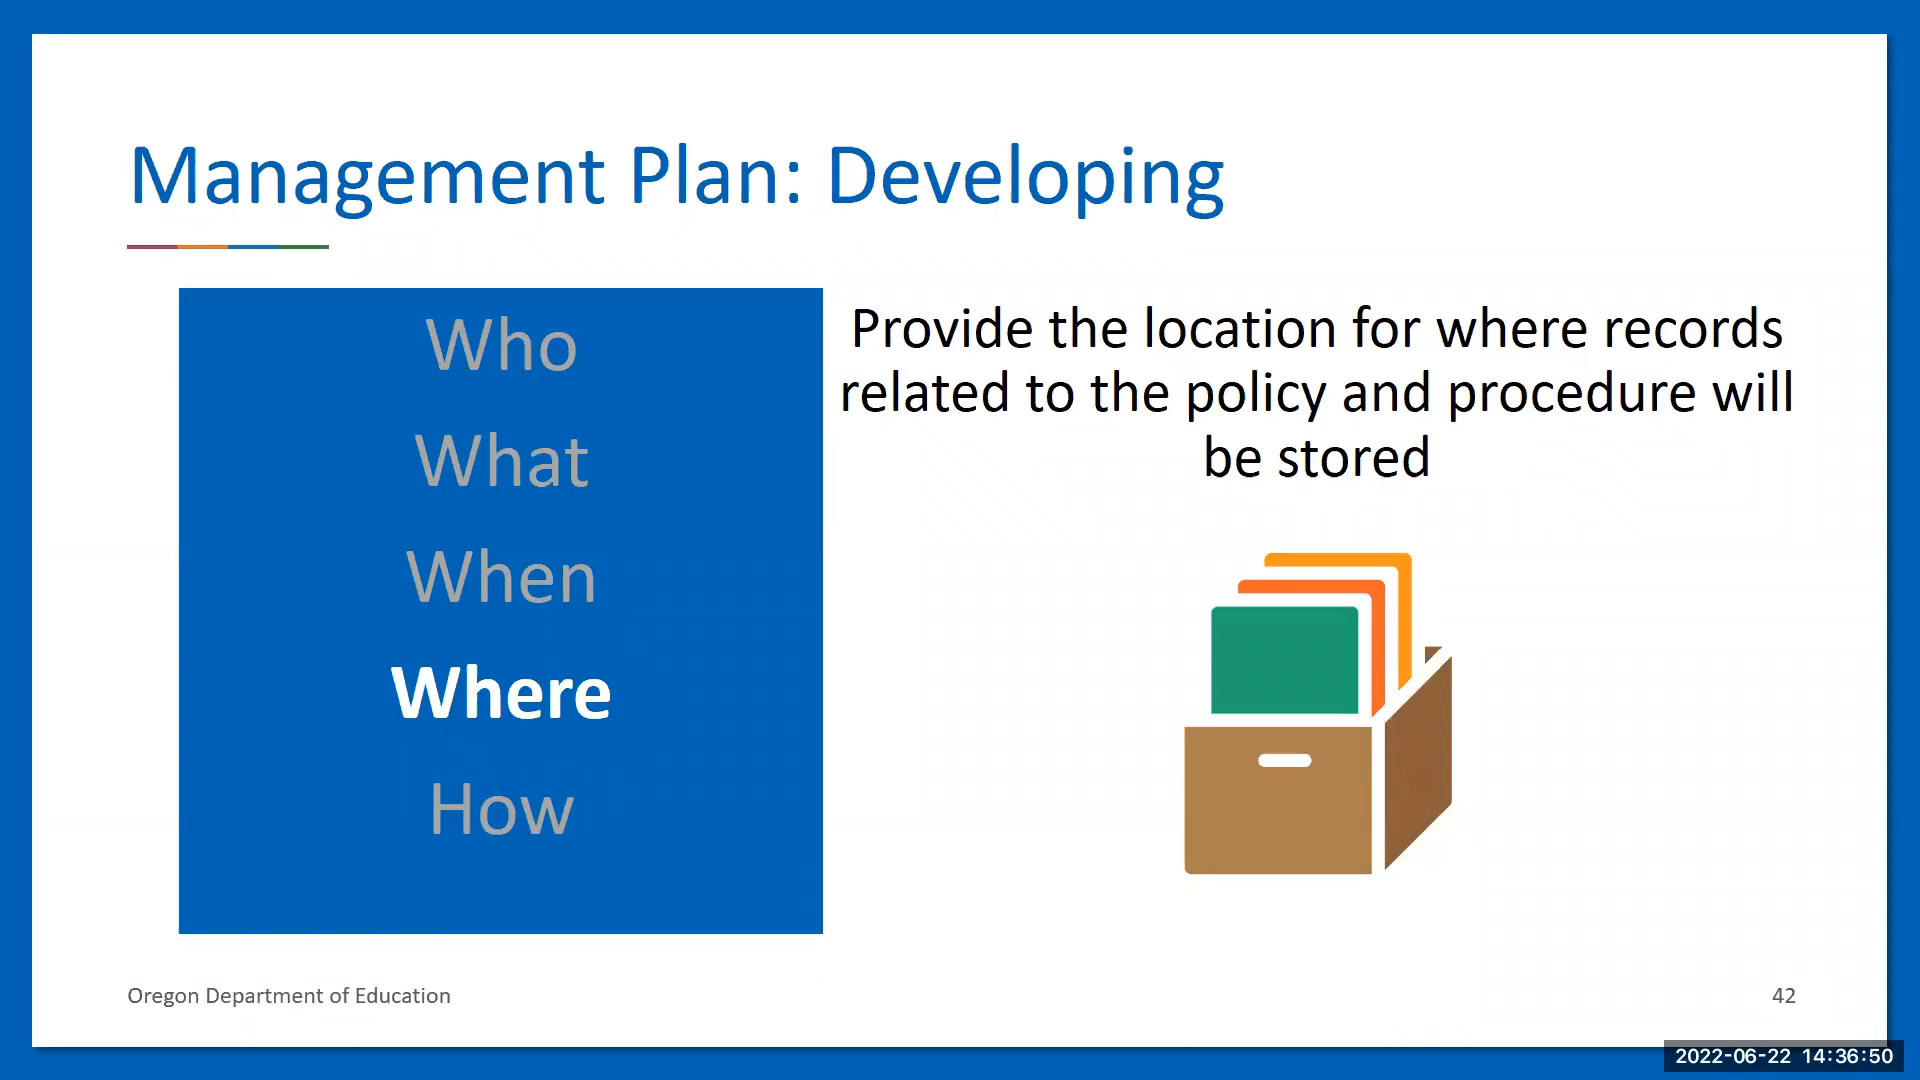 Management Plan: Developing
Who
What
When
Where
How
Provide the location for where records
related to the policy and procedure will
be stored
Oregon Department of Education
42
2022-06-22 14:36:50